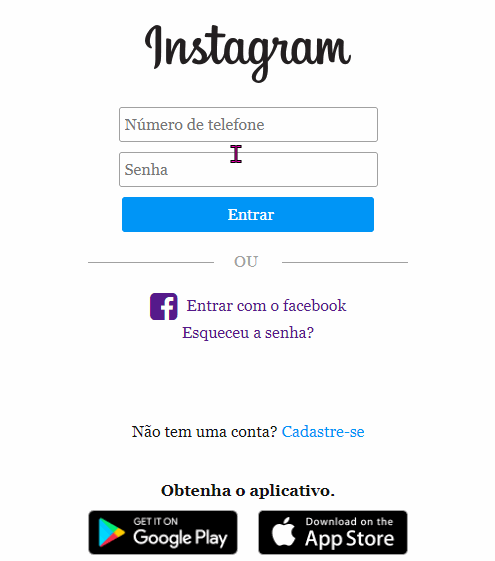 Instagram
Número de telefone
Senha
Entrar
OU
Entrar com o facebook
Esqueceu a senha?
Não tem uma conta? Cadastre-se
Obtenha o aplicativo.
GET IT ON
Google Play
Download on the
App Store